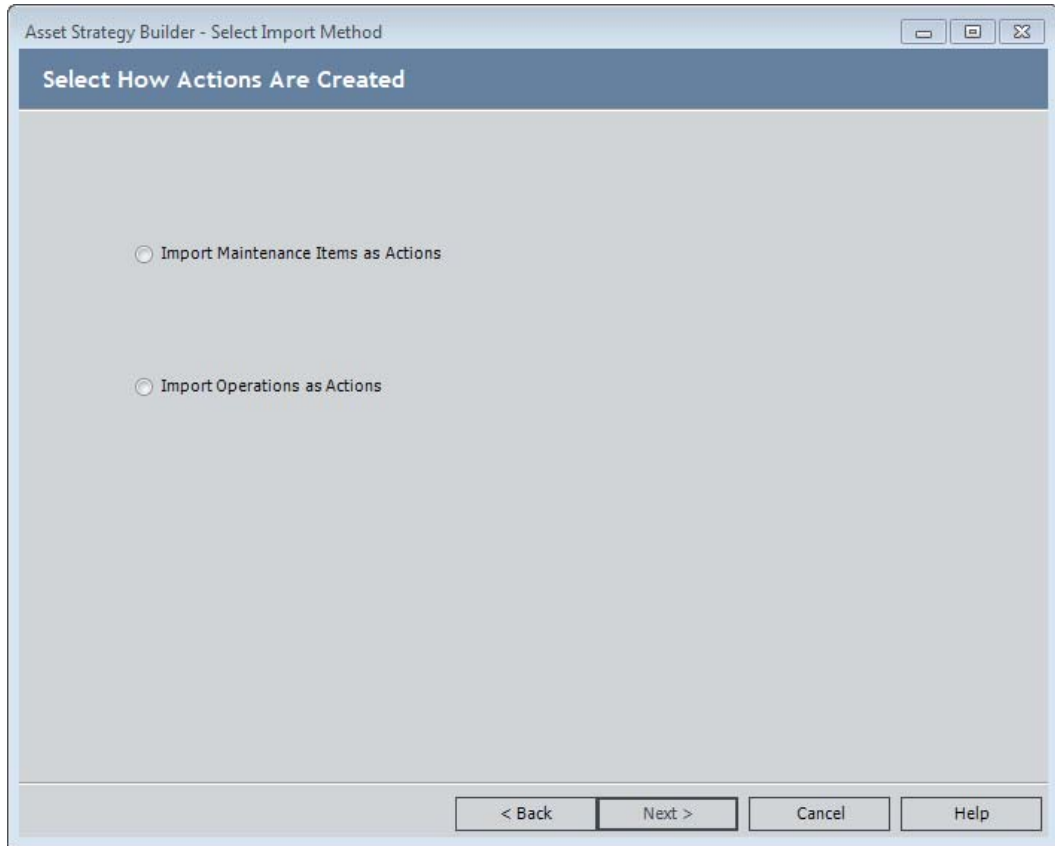 Asset Strategy Builder - Select Import Method
Select How Actions Are Created
Import Maintenance Items as Actions
Import Operations as Actions
< Back Next > Cancel Help